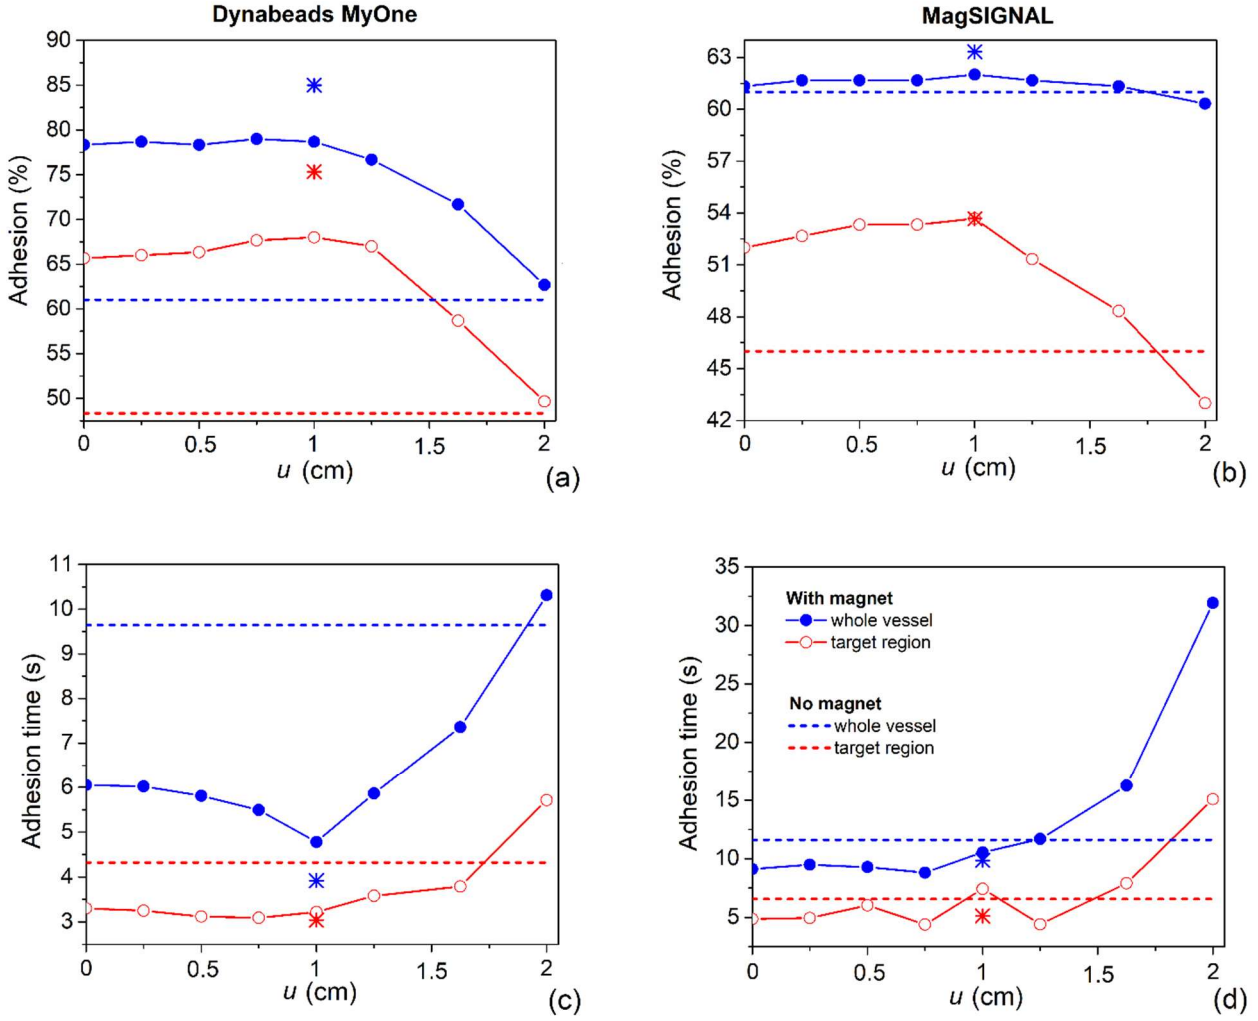 Dynabeads MyOne
90
85
80
75
70
65
60
55
50
Adhesion (%)
0
0.5
1
1.5
2
u (cm)
(a)
MagSIGNAL
63
60
57
54
51
48
45
42
Adhesion (%)
0
0.5
1
1.5
2
u (cm)
(b)
11
10
9
8
7
6
5
4
3
Adhesion time (s)
0
0.5
1
1.5
2
u (cm)
(c)
35
30
25
20
15
10
5
Adhesion time (s)
With magnet
whole vessel
target region
No magnet
whole vessel
target region
0
0.5
1
1.5
2
u (cm)
(d)